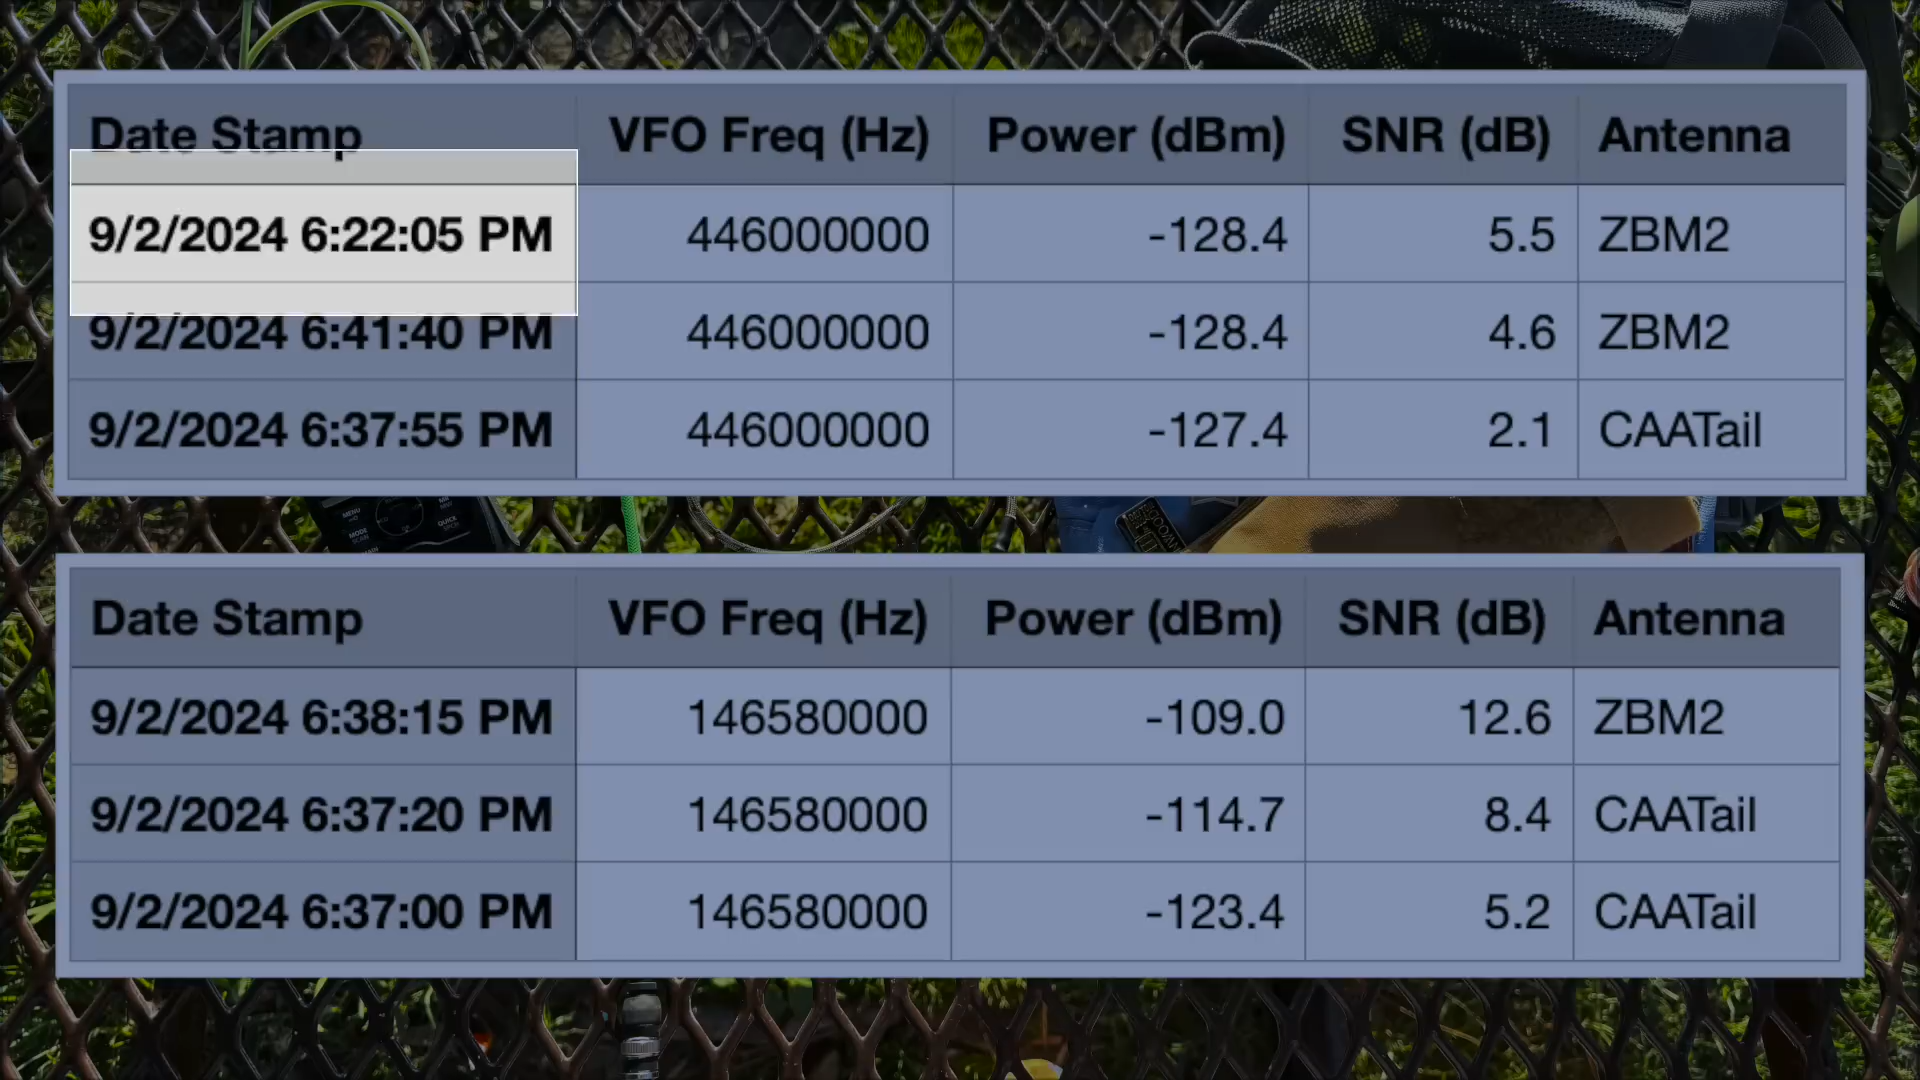 Date Stamp VFO Freq (Hz) Power (dBm) SNR (dB) Antenna
9/2/2024 6:22:05 PM 446000000 -128.4 5.5 ZBM2
9/2/2024 6:41:40 PM 446000000 -128.4 4.6 ZBM2
9/2/2024 6:37:55 PM 446000000 -127.4 2.1 CAATail
MENU
MODE
SCAN
QUICK
Date Stamp VFO Freq (Hz) Power (dBm) SNR (dB) Antenna
9/2/2024 6:38:15 PM 146580000 -109.0 12.6 ZBM2
9/2/2024 6:37:20 PM 146580000 -114.7 8.4 CAATail
9/2/2024 6:37:00 PM 146580000 -123.4 5.2 CAATail